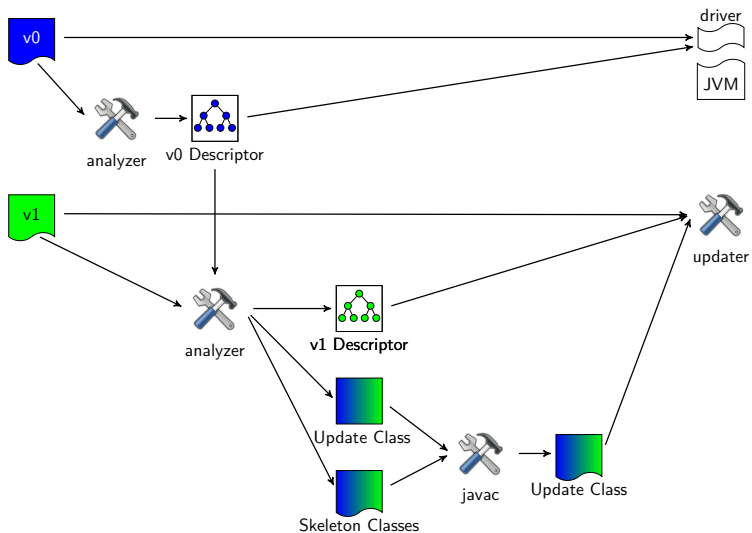 driver
v0
JVM
analyzer
v0 Descriptor
v1
updater
analyzer
v1 Descriptor
Update Class
javac
Update Class
Skeleton Classes